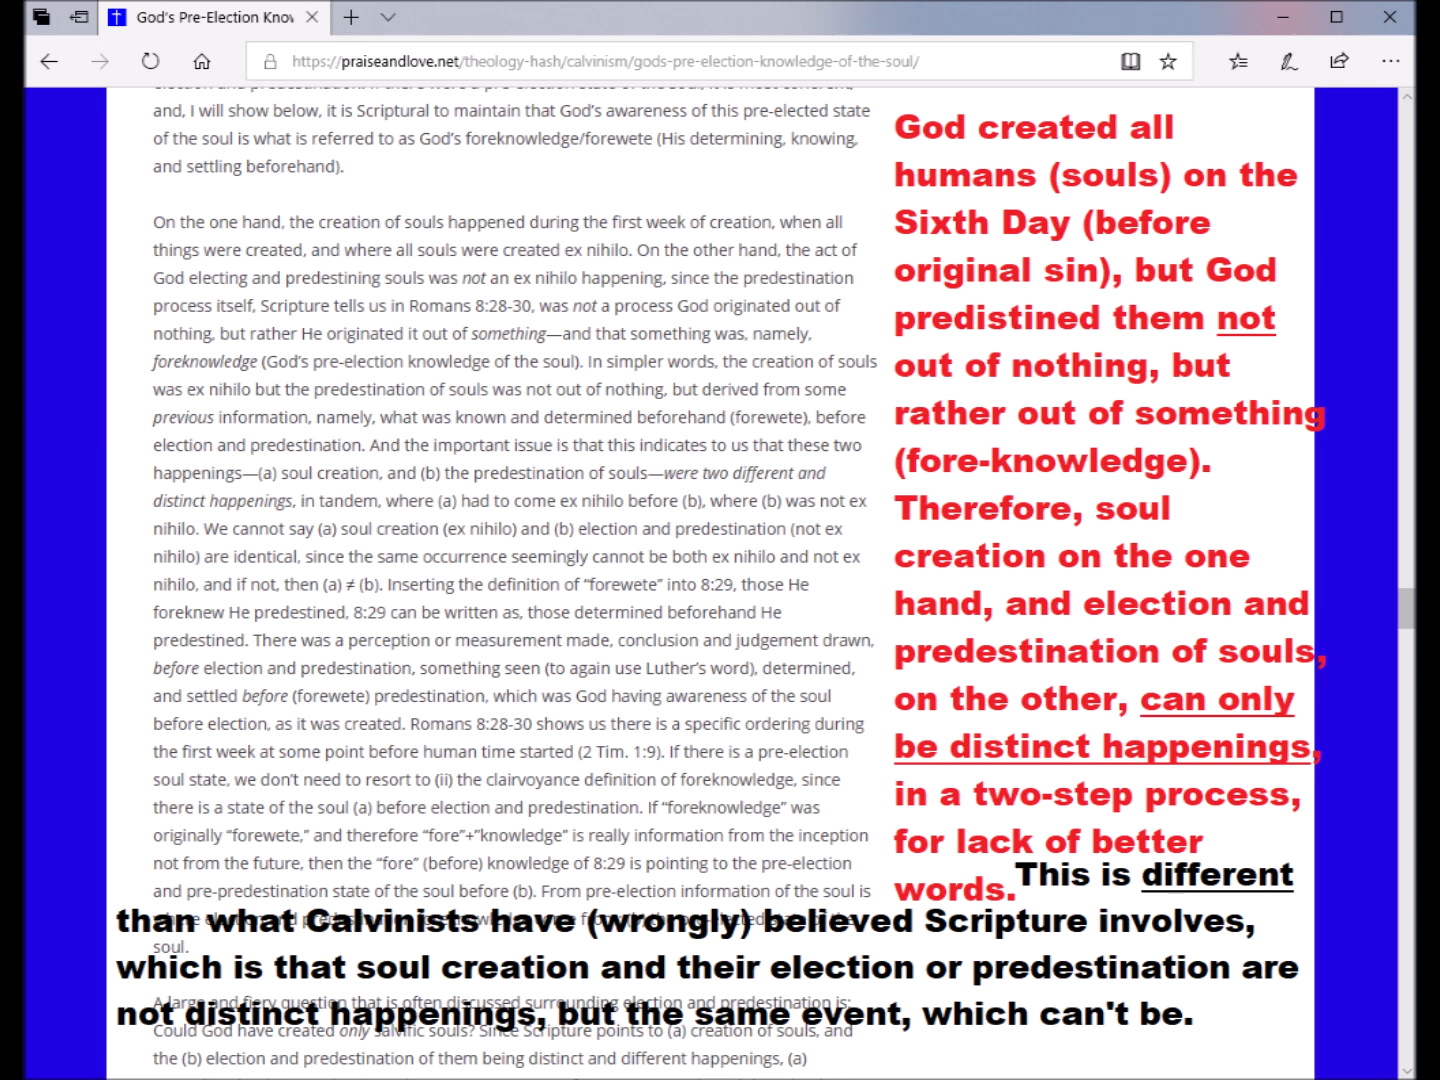 God's Pre-Election Know
https://praiseandlove.net/theology-hash/calvinism/gods-pre-election-knowledge-of-the-soul/
and, I will show below, it is Scriptural to maintain that God's awareness of this pre-elected state
of the soul is what is referred to as God's foreknowledge/forewete (His determining, knowing,
and settling beforehand).
On the one hand, the creation of souls happened during the first week of creation, when all
things were created, and where all souls were created ex nihilo. On the other hand, the act of
God electing and predestining souls was not an ex nihilo happening, since the predestination
process itself, Scripture tells us in Romans 8:28-30, was not a process God originated out of
nothing, but rather He originated it out of something—and that something was, namely,
foreknowledge (God's pre-election knowledge of the soul). In simpler words, the creation of souls
was ex nihilo but the predestination of souls was not out of nothing, but derived from some
previous information, namely, what was known and determined beforehand (forewete), before
election and predestination. And the important issue is that this indicates to us that these two
happenings—(a) soul creation, and (b) the predestination of souls—were two different and
distinct happenings, in tandem, where (a) had to come ex nihilo before (b), where (b) was not ex
nihilo. We cannot say (a) soul creation (ex nihilo) and (b) election and predestination (not ex
nihilo) are identical, since the same occurrence seemingly cannot be both ex nihilo and not ex
nihilo, and if not, then (a) ≠ (b). Inserting the definition of “forewete” into 8:29, those He
foreknew He predestined, 8:29 can be written as, those determined beforehand He
predestined. There was a perception or measurement made, conclusion and judgement drawn,
before election and predestination, something seen (to again use Luther's word), determined,
and settled before (forewete) predestination, which was God having awareness of the soul
before election, as it was created. Romans 8:28-30 shows us there is a specific ordering during
the first week at some point before human time started (2 Tim. 1:9). If there is a pre-election
soul state, we don't need to resort to (ii) the clairvoyance definition of foreknowledge, since
there is a state of the soul (a) before election and predestination. If “foreknowledge” was
originally “forewete,” and therefore “fore”+“knowledge” is really information from the inception
not from the future, then the “fore” (before) knowledge of 8:29 is pointing to the pre-election
and pre-predestination state of the soul before (b). From pre-election information of the soul is
soul.
A large and fiery question that is often discussed surrounding election and predestination is:
Could God have created only salvific souls? Since Scripture points to (a) creation of souls, and
the (b) election and predestination of them being distinct and different happenings, (a)
God created all
humans (souls) on the
Sixth Day (before
original sin), but God
predistined them not
out of nothing, but
rather out of something
(fore-knowledge).
Therefore, soul
creation on the one
hand, and election and
predestination of souls,
on the other, can only
be distinct happenings,
in a two-step process,
for lack of better
words.
This is different
than what Calvinists have (wrongly) believed Scripture involves,
which is that soul creation and their election or predestination are
not distinct happenings, but the same event, which can't be.